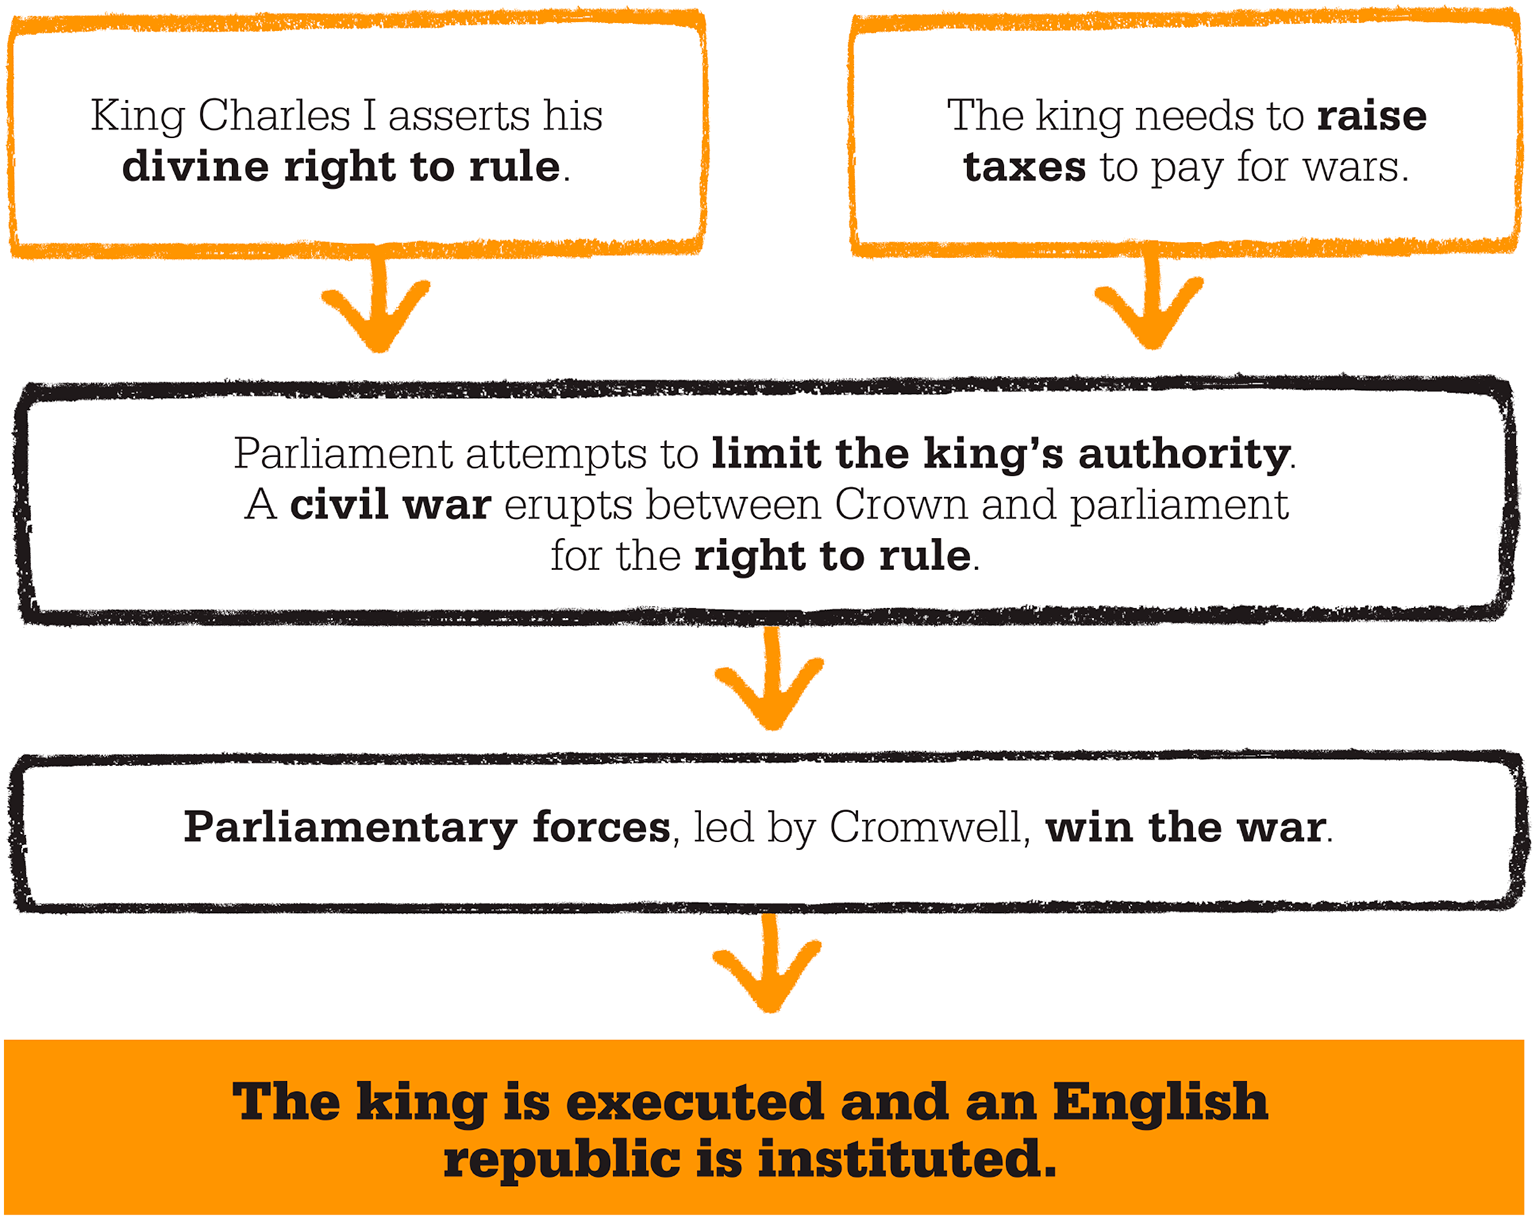 King Charles I asserts his
divine right to rule.
The king needs to raise
taxes to pay for wars.
Parliament attempts to limit the king’s authority.
A civil war erupts between Crown and parliament
for the right to rule.
Parliamentary forces, led by Cromwell, win the war.
The king is executed and an English
republic is instituted.